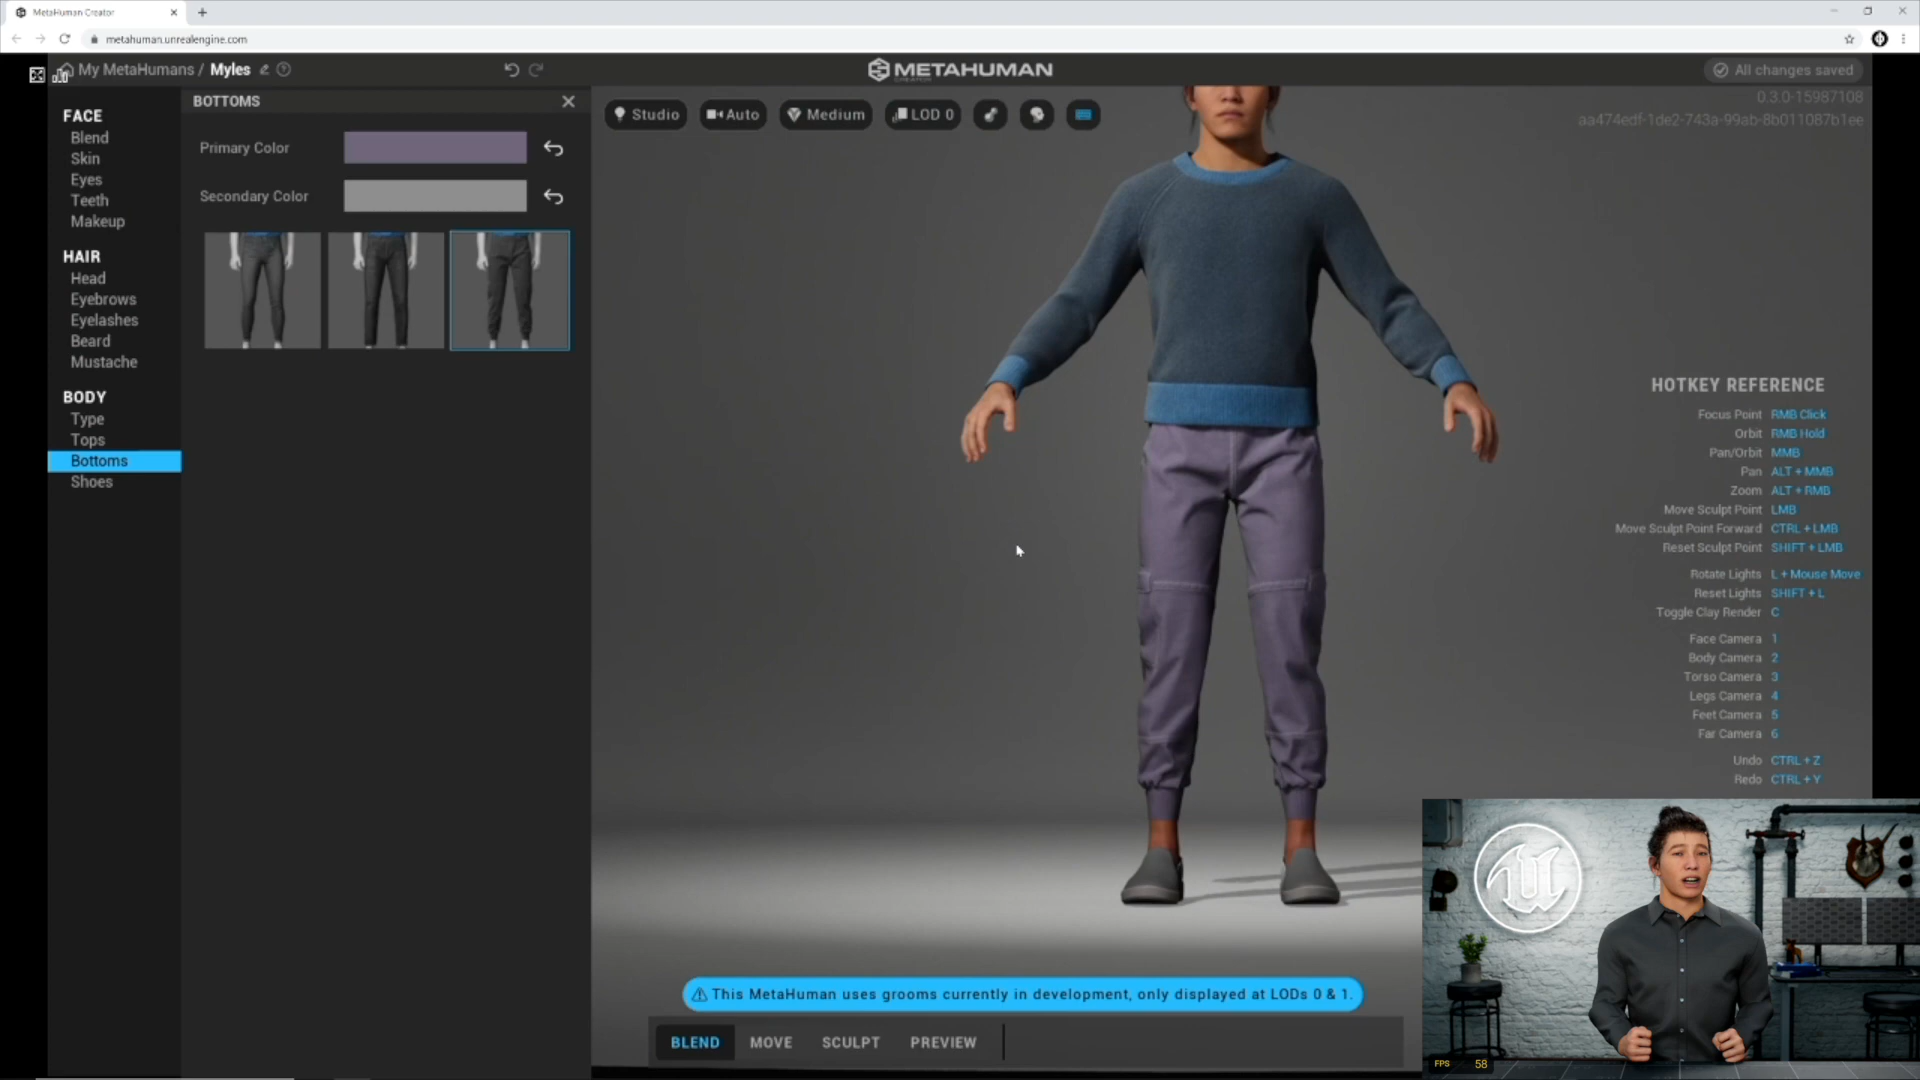 MetaHuman Creator
metahuman.unrealengine.com
My MetaHumans / Myles
METAHUMAN
CREATOR
All changes saved
0.3.0-15987108
aa474edf-1de2-743a-99ab-8b011087b1ee
FACE
Blend
Skin
Eyes
Teeth
Makeup
HAIR
Head
Eyebrows
Eyelashes
Beard
Mustache
BODY
Type
Tops
Bottoms
Shoes
BOTTOMS
Primary Color
Secondary Color
Studio
Auto
Medium
LOD 0
HOTKEY REFERENCE
Focus Point RMB Click
Orbit RMB Hold
Pan/Orbit MMB
Pan ALT + MMB
Zoom ALT + RMB
Move Sculpt Point LMB
Move Sculpt Point Forward CTRL + LMB
Reset Sculpt Point SHIFT + LMB
Rotate Lights L + Mouse Move
Reset Lights SHIFT + L
Toggle Clay Render C
Face Camera 1
Body Camera 2
Torso Camera 3
Legs Camera 4
Feet Camera 5
Far Camera 6
Undo CTRL + Z
Redo CTRL + Y
This MetaHuman uses grooms currently in development, only displayed at LODs 0 & 1.
BLEND
MOVE
SCULPT
PREVIEW
FPS 58